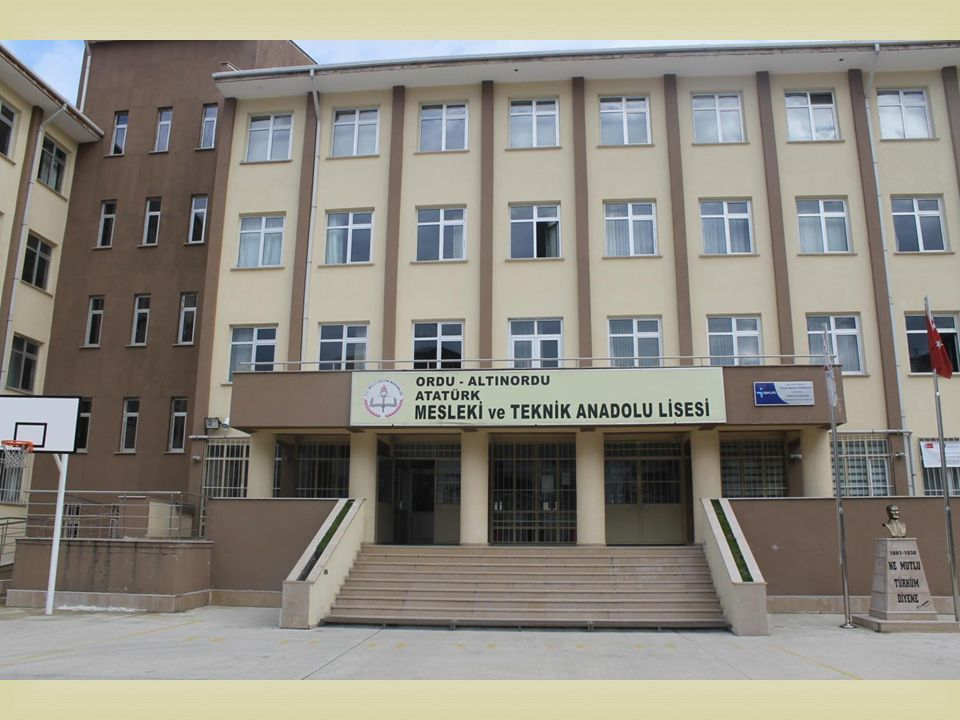 ORDU - ALTINORDU
ATATÜRK
MESLEKİ ve TEKNİK ANADOLU LİSESİ
1881-1938
NE MUTLU
TÜRKÜM
DİYENE